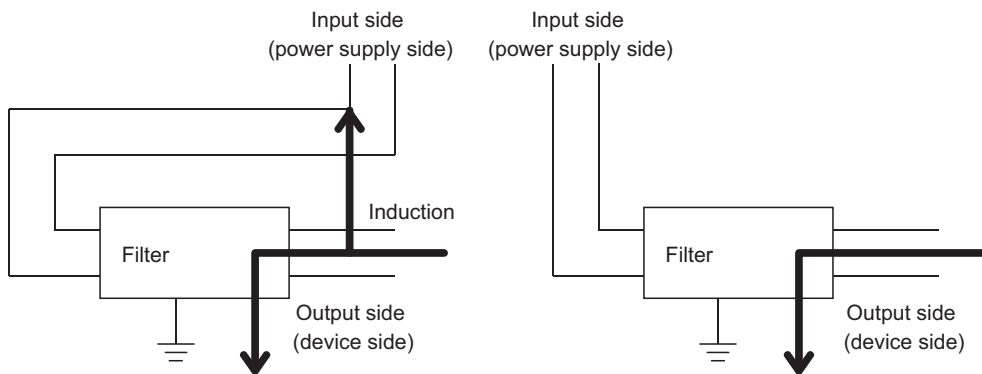 Input side
(power supply side)
Induction
Filter
Output side
(device side)
Input side
(power supply side)
Filter
Output side
(device side)